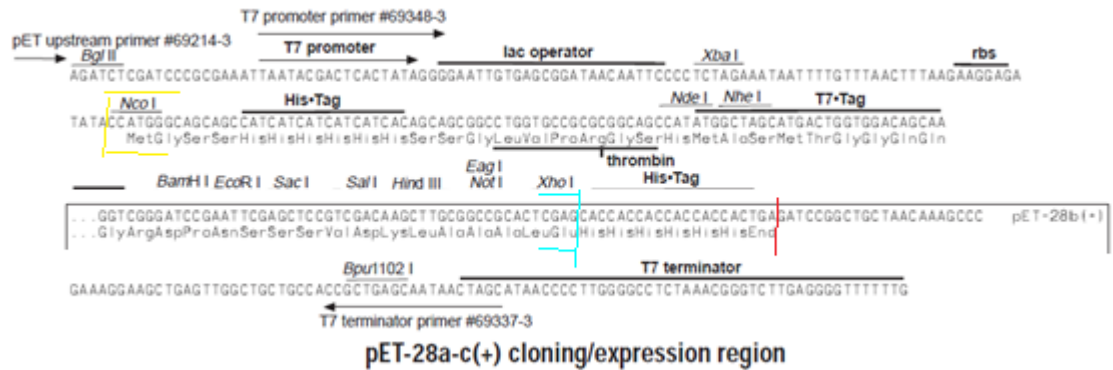 T7 promoter primer #69348-3
pET upstream primer #69214-3
Bgl II T7 promoter lac operator Xba I rbs
AGATCTCGATCCCGCGAAATTAATACGACTCACTATAGGGGAATTGTGAGCGGATAACAATTCCCCTCTAGAAATAATTTTGTTTAACTTTAAGAAGGAGA
Nco I His•Tag Nde I Nhe I T7•Tag
TATACCATGGGCAGCAGCCATCATCATCATCATCACAGCAGCGGCCTGGTGCCGCGCGGCAGCCATATGGCTAGCATGACTGGTGGACAGCAA
MetGlySerSerHisHisHisHisHisHisSerSerGlyLeuValProArgGlySerHisMetAlaSerMetThrGlyGlyGlnGln
thrombin
Eag I
BamH I EcoR I Sac I Sal I Hind III Not I Xho I His•Tag
...GGTCGGGATCCGAATTCGAGCTCCGTCGACAAGCTTGCGGCCGCACTCGAGCACCACCACCACCACCACTGAGATCCGGCTGCTAACAAAGCCC pET-28b(+)
...GlyArgAspProAsnSerSerSerValAspLysLeuAlaAlaAlaLeuGluHisHisHisHisHisHisEnd
Bpu1102 I T7 terminator
GAAAGGAAGCTGAGTTGGCTGCTGCCACCGCTGAGCAATAACTAGCATAACCCCTTGGGGCCTCTAAACGGGTCTTGAGGGGTTTTTTG
T7 terminator primer #69337-3
pET-28a-c(+) cloning/expression region